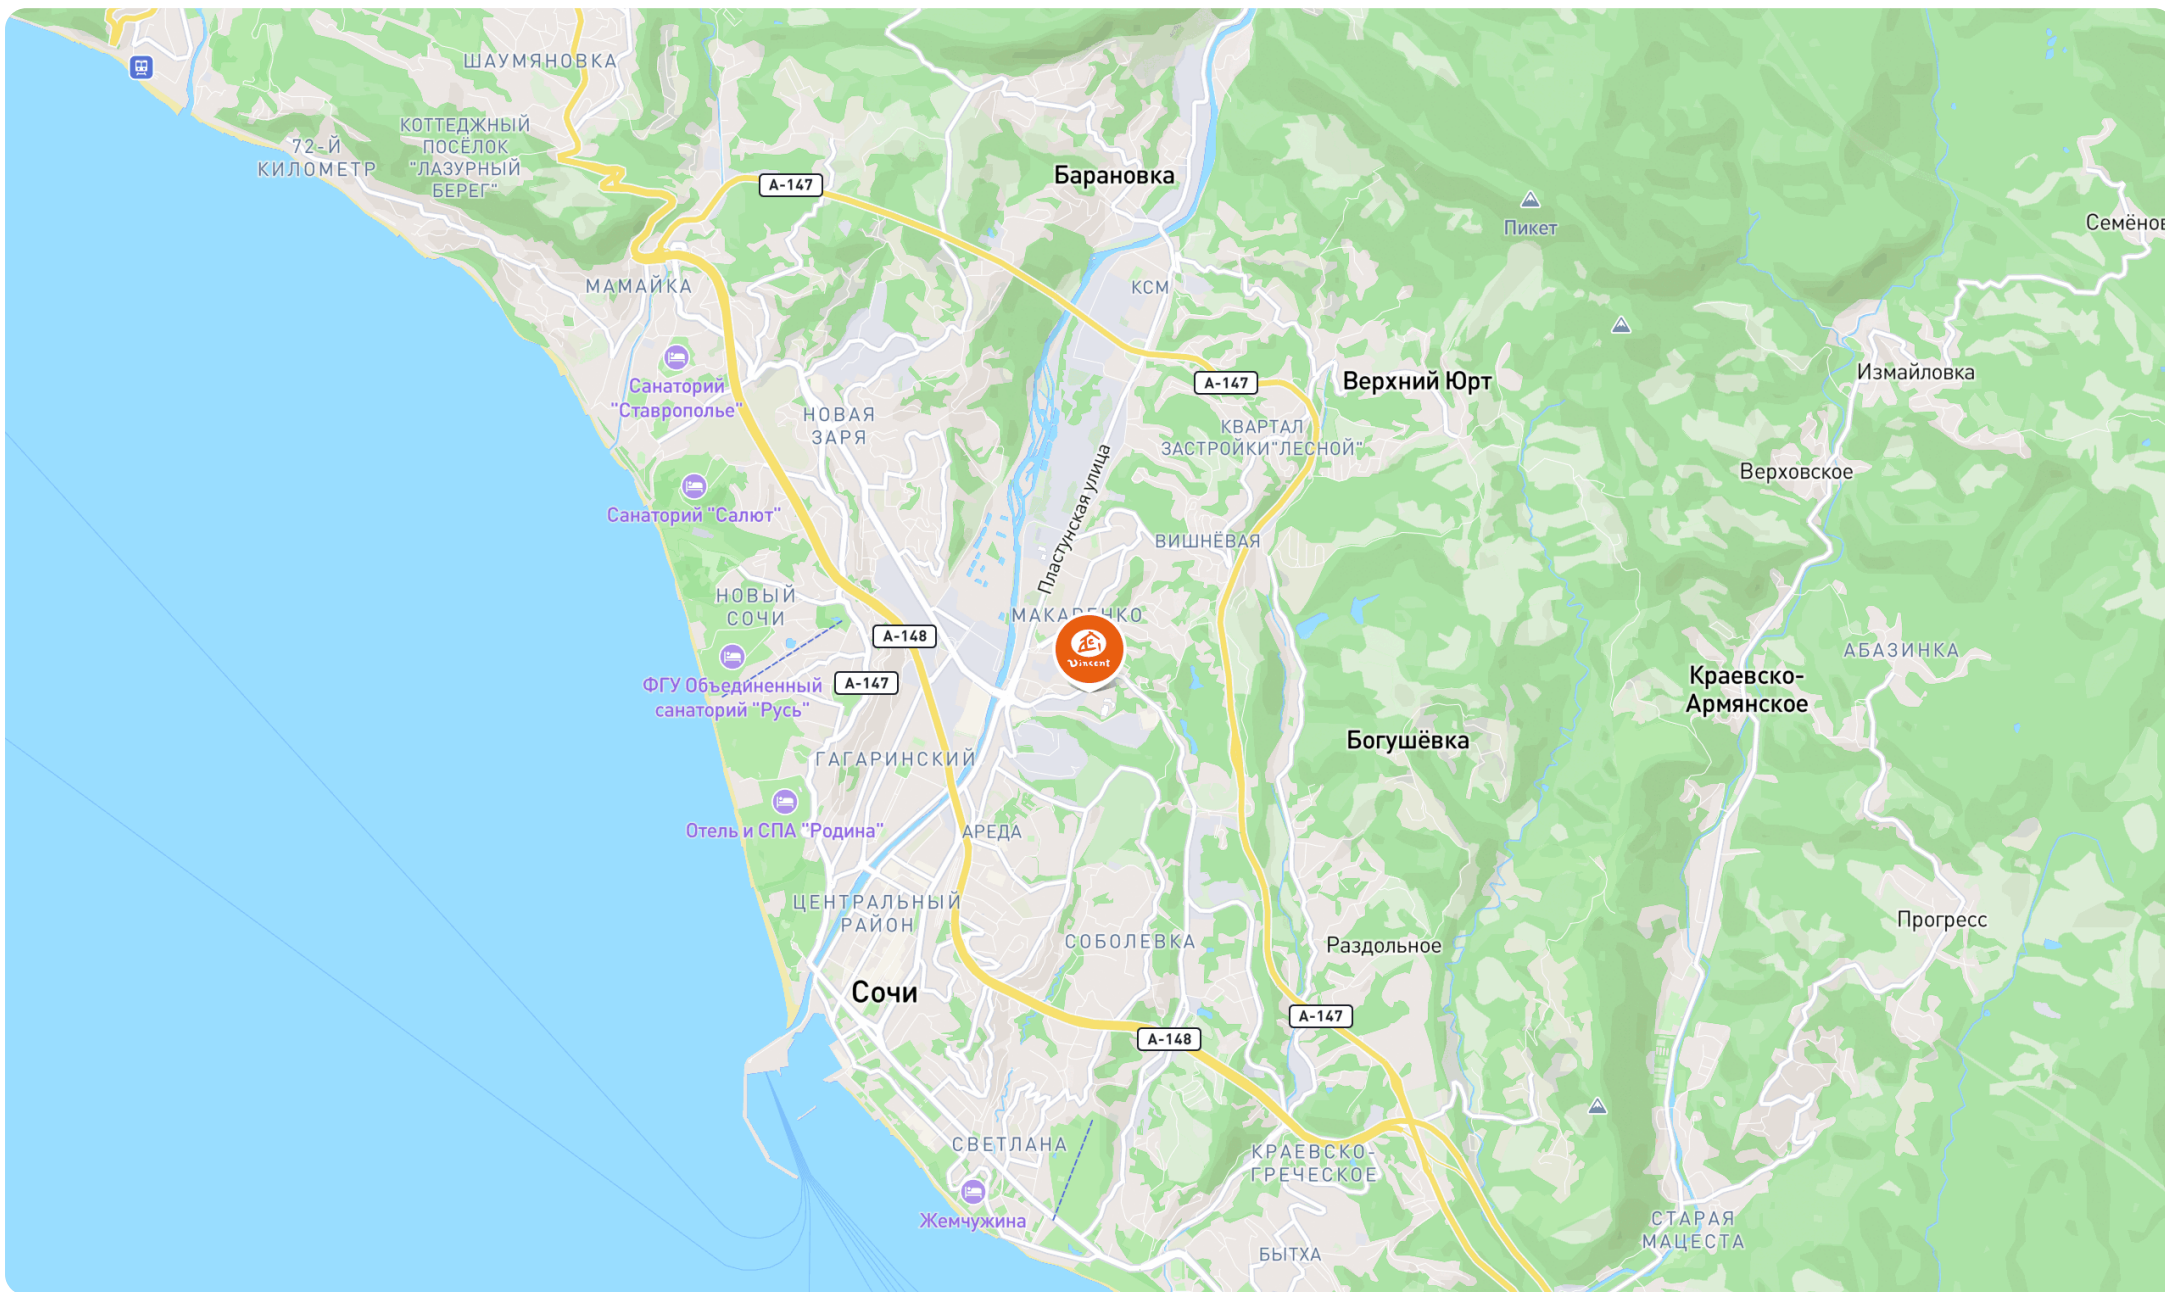 ШАУМЯНОВКА
КОТТЕДЖНЫЙ
ПОСЁЛОК
"ЛАЗУРНЫЙ
БЕРЕГ"
72-Й
КИЛОМЕТР
А-147
Барановка
Пикет
Семёнов
МАМАЙКА
КСМ
Санаторий
"Ставрополье"
НОВАЯ
ЗАРЯ
А-147
Верхний Юрт
Измайловка
КВАРТАЛ
ЗАСТРОЙКИ"ЛЕСНОЙ"
Верховское
Санаторий "Салют"
Пластунская улица
ВИШНЁВАЯ
НОВЫЙ
СОЧИ
МАКАРЕНКО
Vincent
А-148
А-147
АБАЗИНКА
ФГУ Объединенный
санаторий "Русь"
Краевско-
Армянское
Богушёвка
ГАГАРИНСКИЙ
Отель и СПА "Родина"
АРЕДА
ЦЕНТРАЛЬНЫЙ
РАЙОН
СОБОЛЕВКА
Раздольное
Прогресс
Сочи
А-147
А-148
СВЕТЛАНА
КРАЕВСКО-
ГРЕЧЕСКОЕ
Жемчужина
БЫТХА
СТАРАЯ
МАЦЕСТА